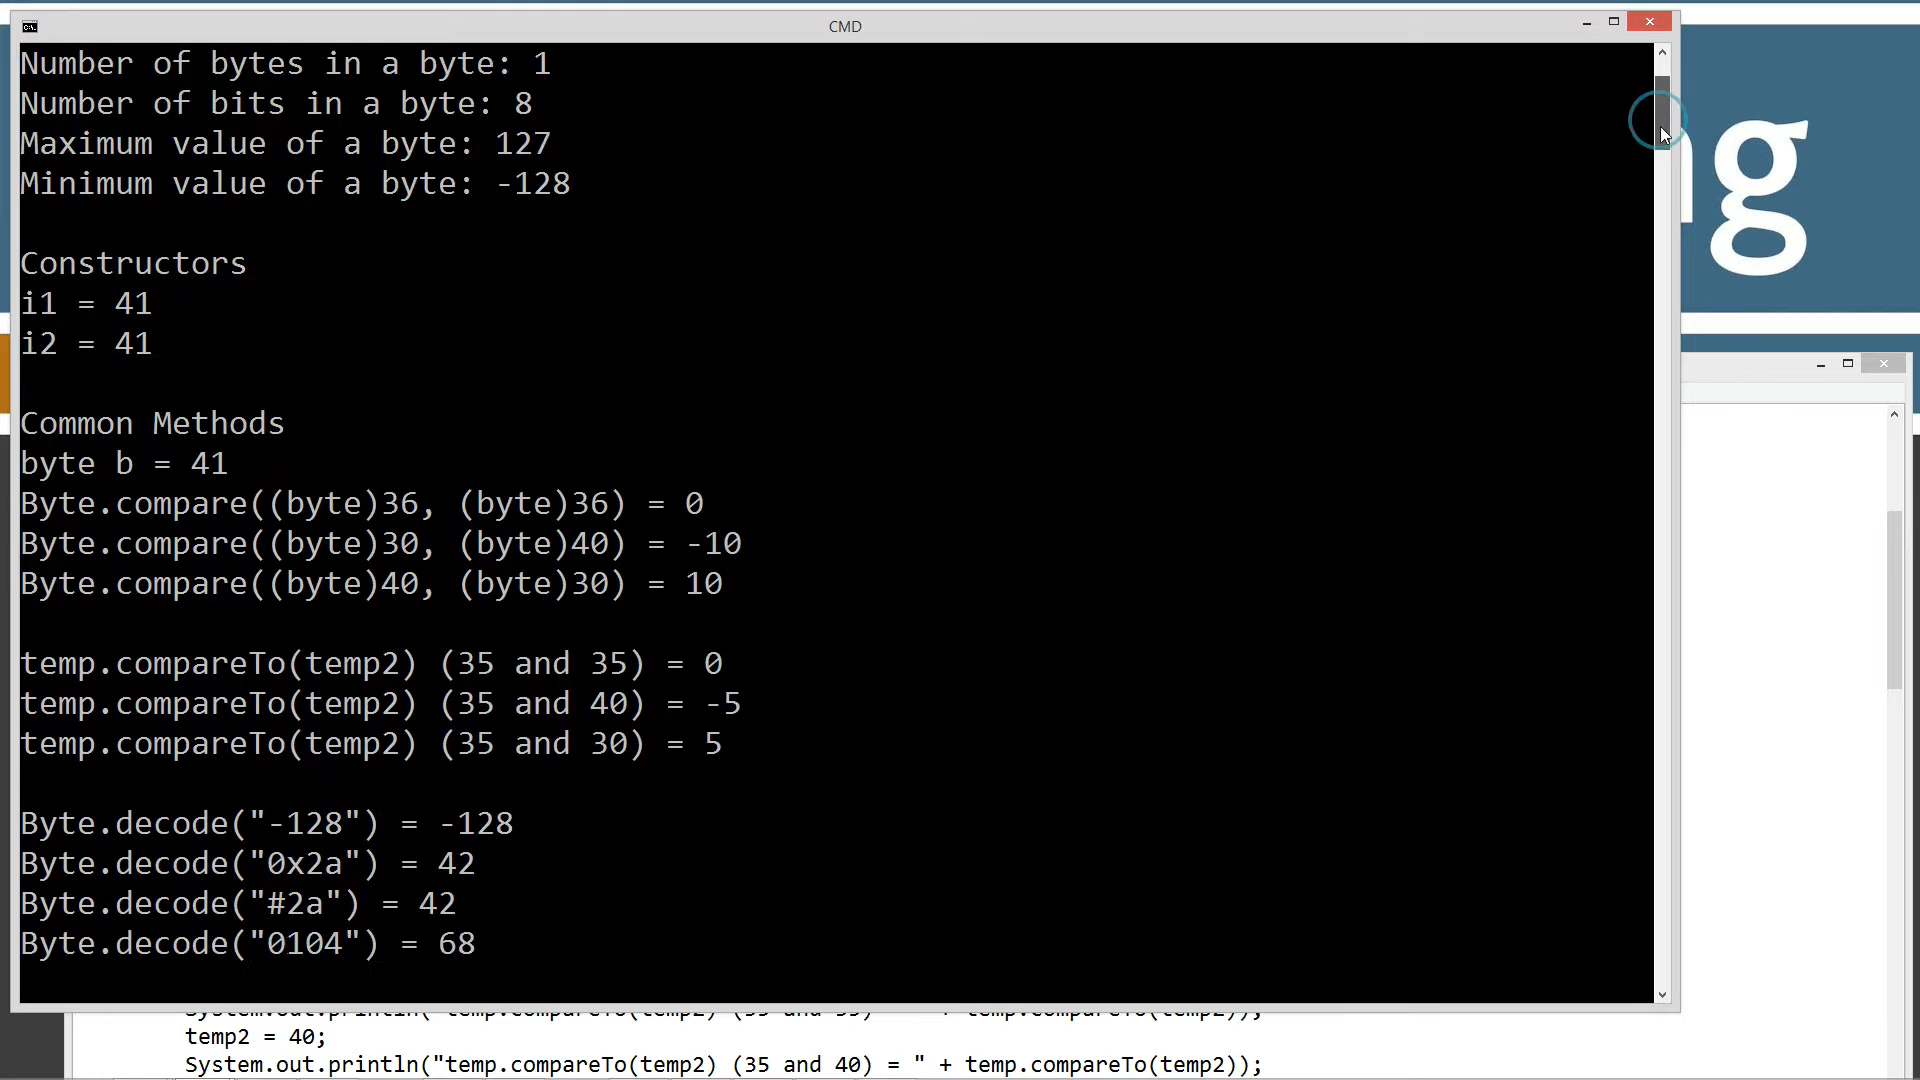 CMD
Number of bytes in a byte: 1
Number of bits in a byte: 8
Maximum value of a byte: 127
Minimum value of a byte: -128
Constructors
i1 = 41
i2 = 41
Common Methods
byte b = 41
Byte.compare((byte)36, (byte)36) = 0
Byte.compare((byte)30, (byte)40) = -10
Byte.compare((byte)40, (byte)30) = 10
temp.compareTo(temp2) (35 and 35) = 0
temp.compareTo(temp2) (35 and 40) = -5
temp.compareTo(temp2) (35 and 30) = 5
Byte.decode("-128") = -128
Byte.decode("0x2a") = 42
Byte.decode("#2a") = 42
Byte.decode("0104") = 68
temp2 = 40;
System.out.println("temp.compareTo(temp2) (35 and 40) = " + temp.compareTo(temp2));